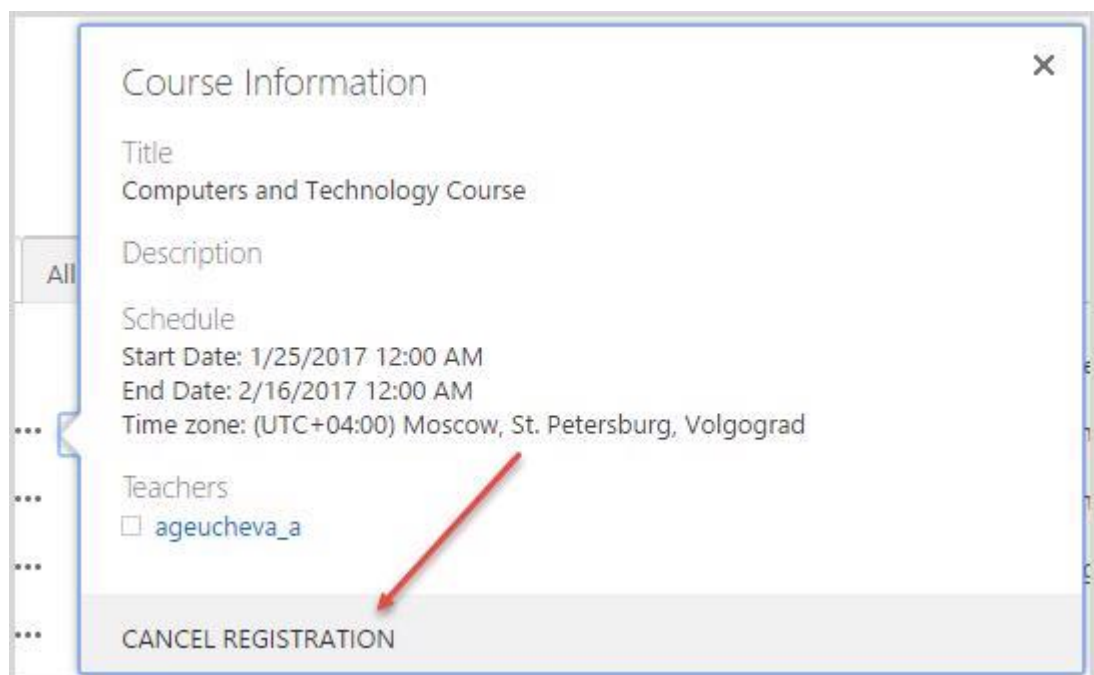 Course Information
Title
Computers and Technology Course
Description
All
Schedule
Start Date: 1/25/2017 12:00 AM
End Date: 2/16/2017 12:00 AM
Time zone: (UTC+04:00) Moscow, St. Petersburg, Volgograd
Teachers
ageucheva_a
CANCEL REGISTRATION